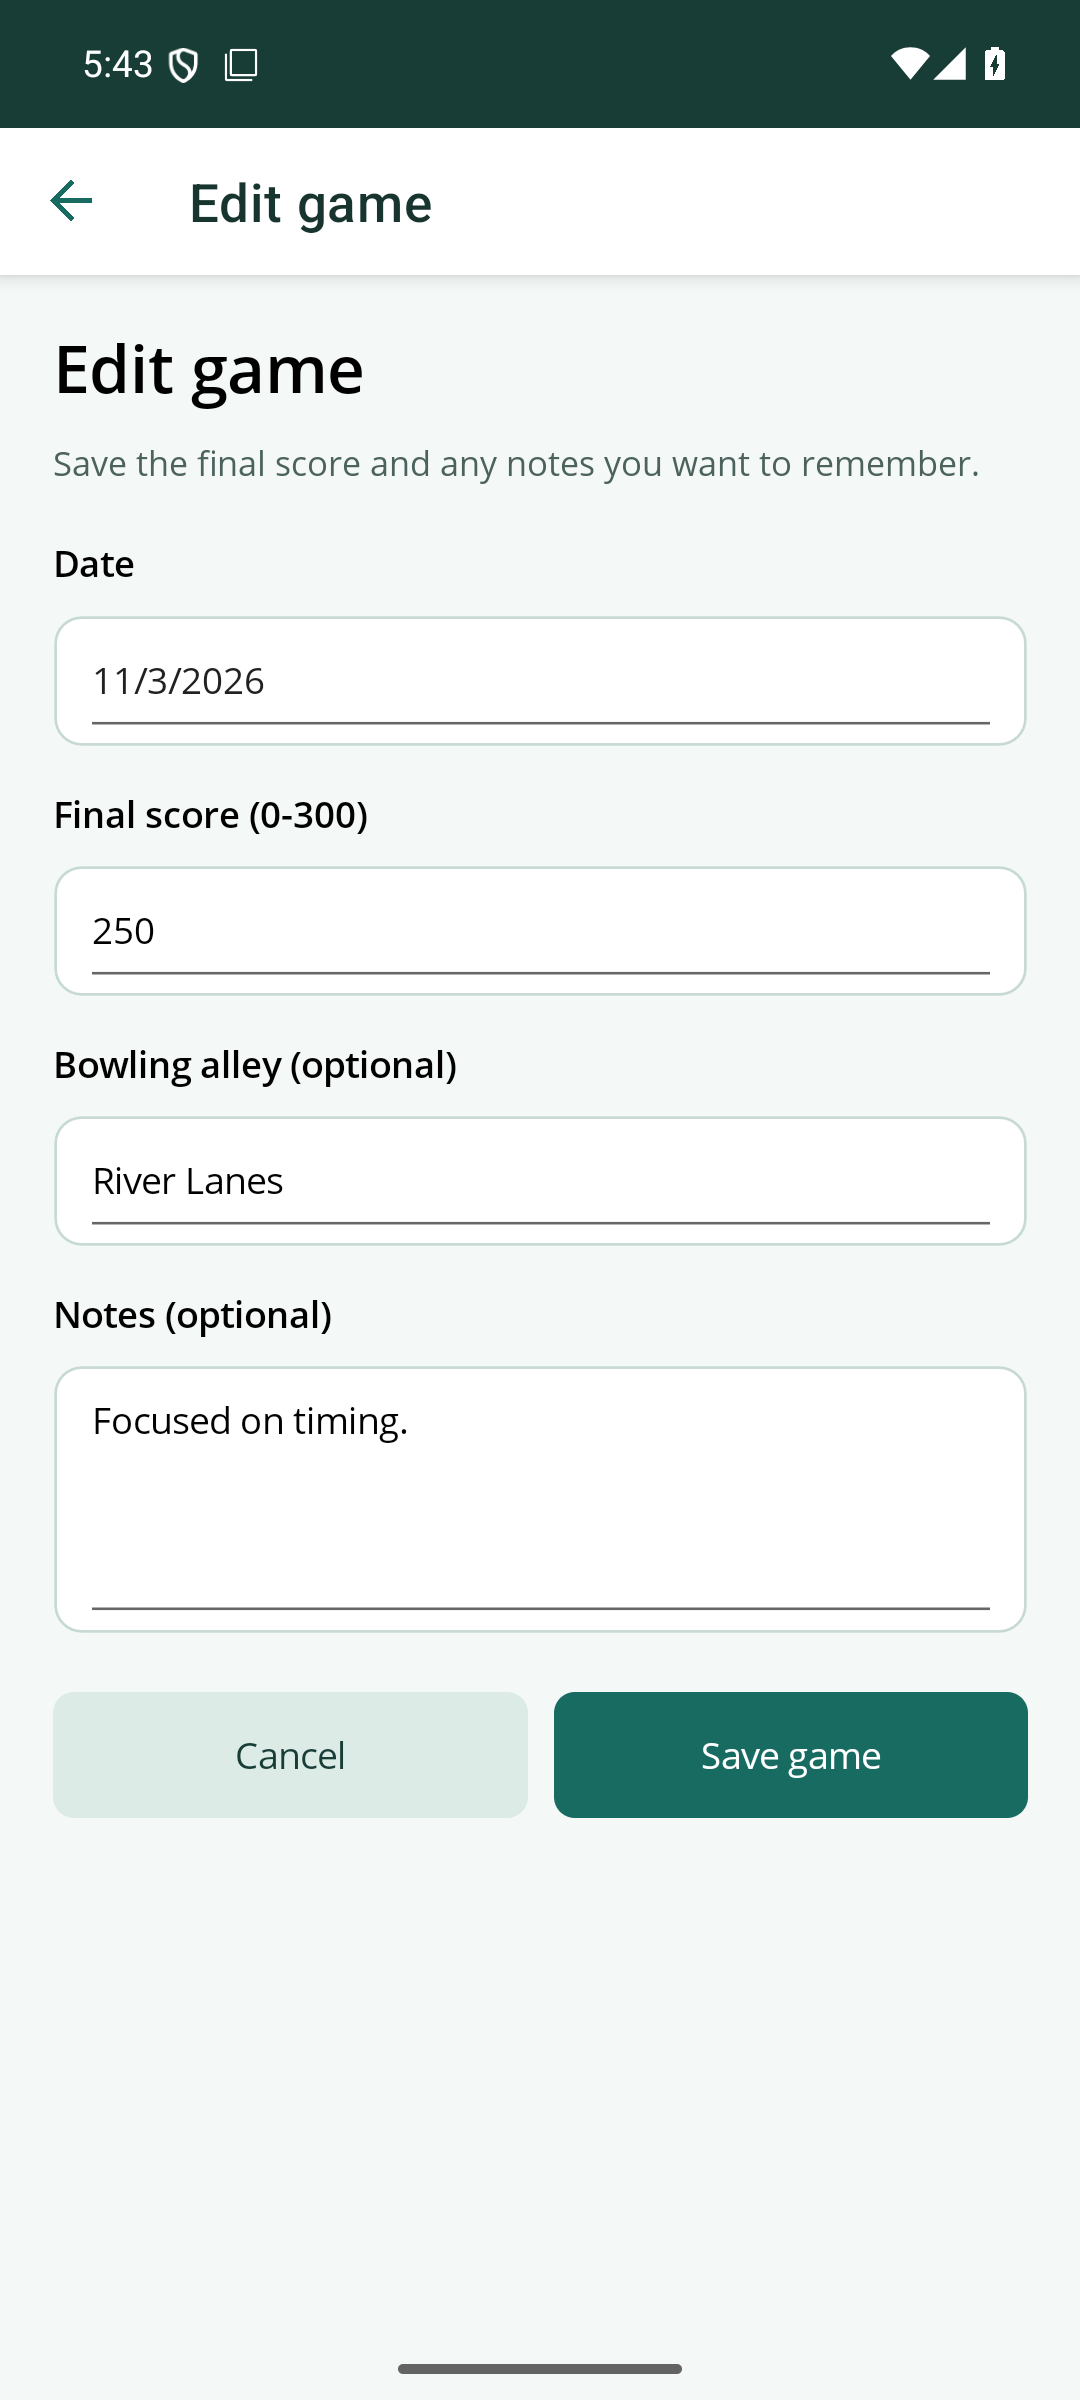 5:43
Edit game
Edit game
Save the final score and any notes you want to remember.
Date
11/3/2026
Final score (0-300)
250
Bowling alley (optional)
River Lanes
Notes (optional)
Focused on timing.
Cancel
Save game